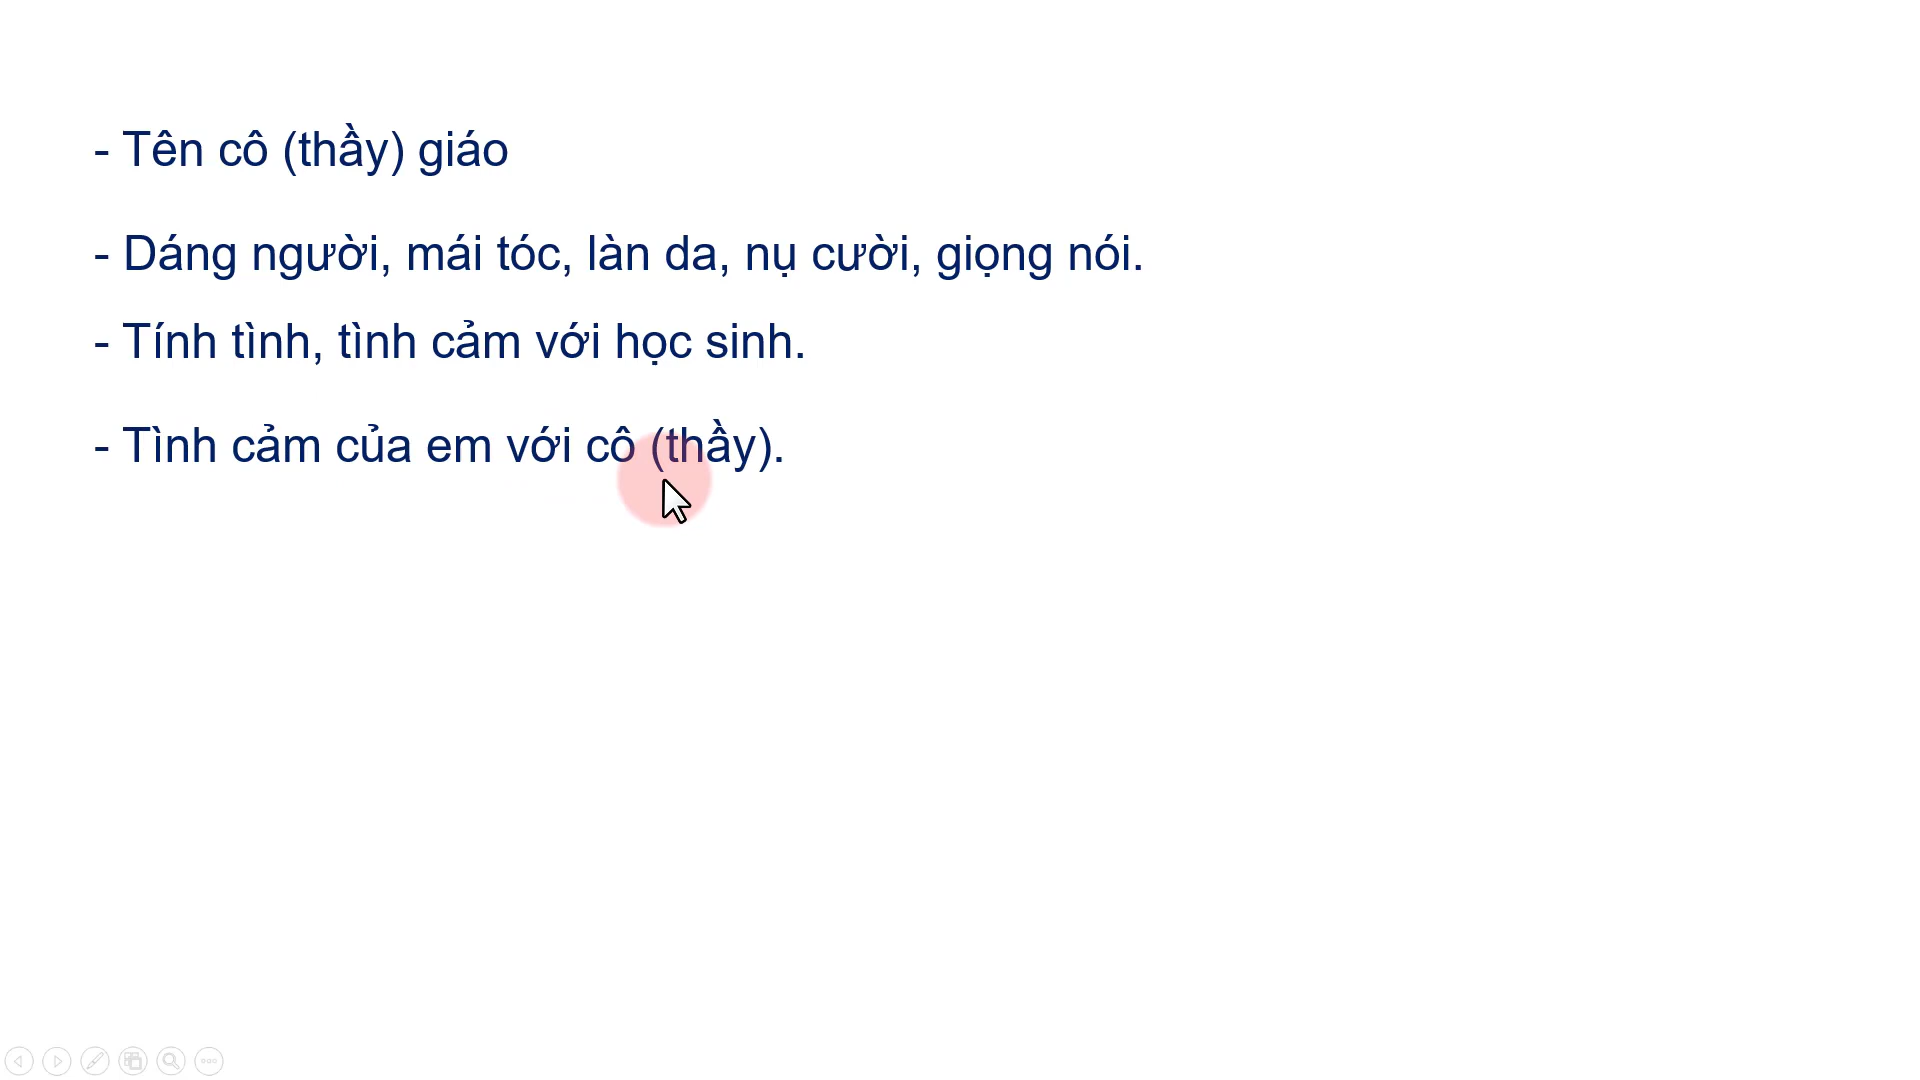 - Tên cô (thầy) giáo
- Dáng người, mái tóc, làn da, nụ cười, giọng nói.
- Tính tình, tình cảm với học sinh.
- Tình cảm của em với cô (thầy).